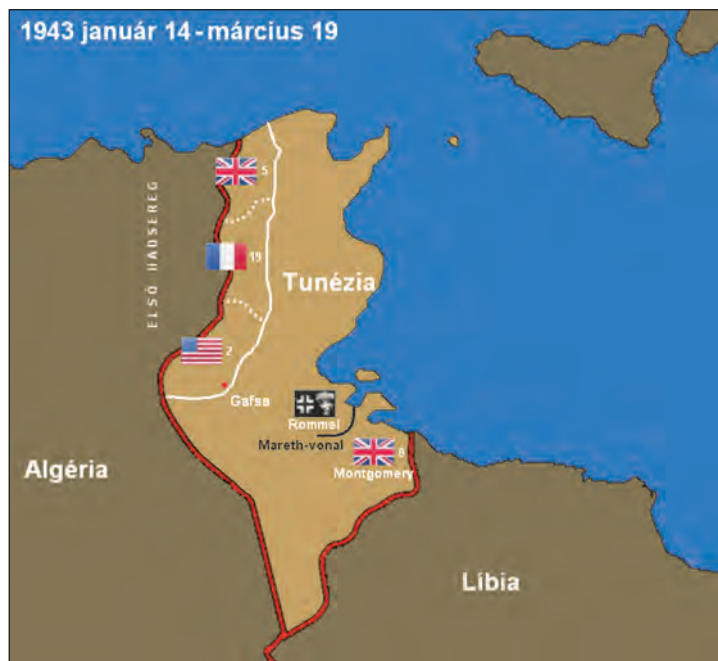 1943 január 14 - március 19
5
ELSŐ HADSEREG
19
Tunézia
2
Gafsa
Rommel
Mareth-vonal
8
Montgomery
Algéria
Líbia